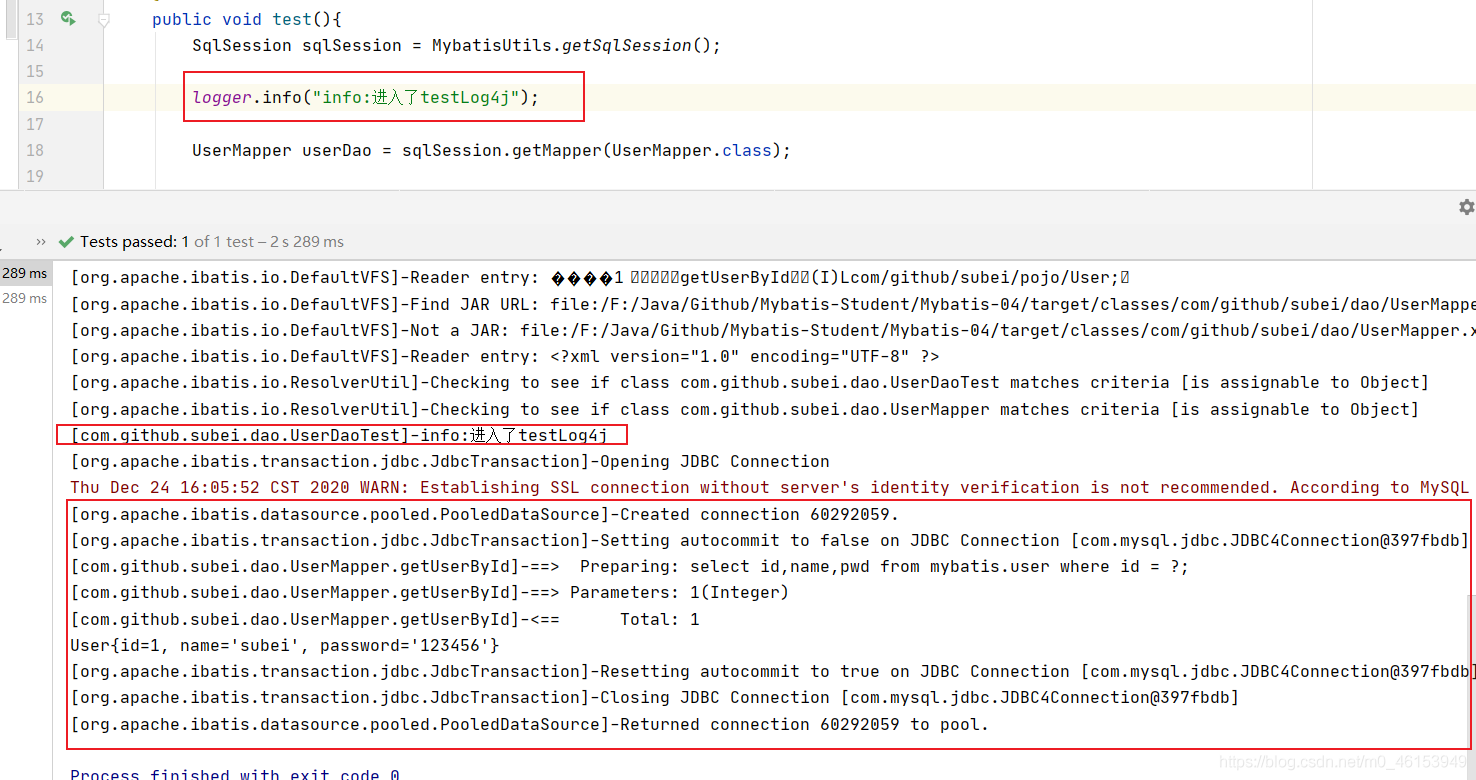 13 public void test(){
14 SqlSession sqlSession = MybatisUtils.getSqlSession();
15
16 logger.info("info:进入了testLog4j");
17
18 UserMapper userDao = sqlSession.getMapper(UserMapper.class);
19
›› Tests passed: 1 of 1 test – 2 s 289 ms
289 ms
289 ms
[org.apache.ibatis.io.DefaultVFS]-Reader entry: ����1 getUserById (I)Lcom/github/subei/pojo/User;
[org.apache.ibatis.io.DefaultVFS]-Find JAR URL: file:/F:/Java/Github/Mybatis-Student/Mybatis-04/target/classes/com/github/subei/dao/UserMappe
[org.apache.ibatis.io.DefaultVFS]-Not a JAR: file:/F:/Java/Github/Mybatis-Student/Mybatis-04/target/classes/com/github/subei/dao/UserMapper.x
[org.apache.ibatis.io.DefaultVFS]-Reader entry: <?xml version="1.0" encoding="UTF-8" ?>
[org.apache.ibatis.io.ResolverUtil]-Checking to see if class com.github.subei.dao.UserDaoTest matches criteria [is assignable to Object]
[org.apache.ibatis.io.ResolverUtil]-Checking to see if class com.github.subei.dao.UserMapper matches criteria [is assignable to Object]
[com.github.subei.dao.UserDaoTest]-info:进入了testLog4j
[org.apache.ibatis.transaction.jdbc.JdbcTransaction]-Opening JDBC Connection
Thu Dec 24 16:05:52 CST 2020 WARN: Establishing SSL connection without server's identity verification is not recommended. According to MySQL
[org.apache.ibatis.datasource.pooled.PooledDataSource]-Created connection 60292059.
[org.apache.ibatis.transaction.jdbc.JdbcTransaction]-Setting autocommit to false on JDBC Connection [com.mysql.jdbc.JDBC4Connection@397fbdb]
[com.github.subei.dao.UserMapper.getUserById]-==>  Preparing: select id,name,pwd from mybatis.user where id = ?;
[com.github.subei.dao.UserMapper.getUserById]-==> Parameters: 1(Integer)
[com.github.subei.dao.UserMapper.getUserById]-<==      Total: 1
User{id=1, name='subei', password='123456'}
[org.apache.ibatis.transaction.jdbc.JdbcTransaction]-Resetting autocommit to true on JDBC Connection [com.mysql.jdbc.JDBC4Connection@397fbdb]
[org.apache.ibatis.transaction.jdbc.JdbcTransaction]-Closing JDBC Connection [com.mysql.jdbc.JDBC4Connection@397fbdb]
[org.apache.ibatis.datasource.pooled.PooledDataSource]-Returned connection 60292059 to pool.
Process finished with exit code 0
https://blog.csdn.net/m0_46153949